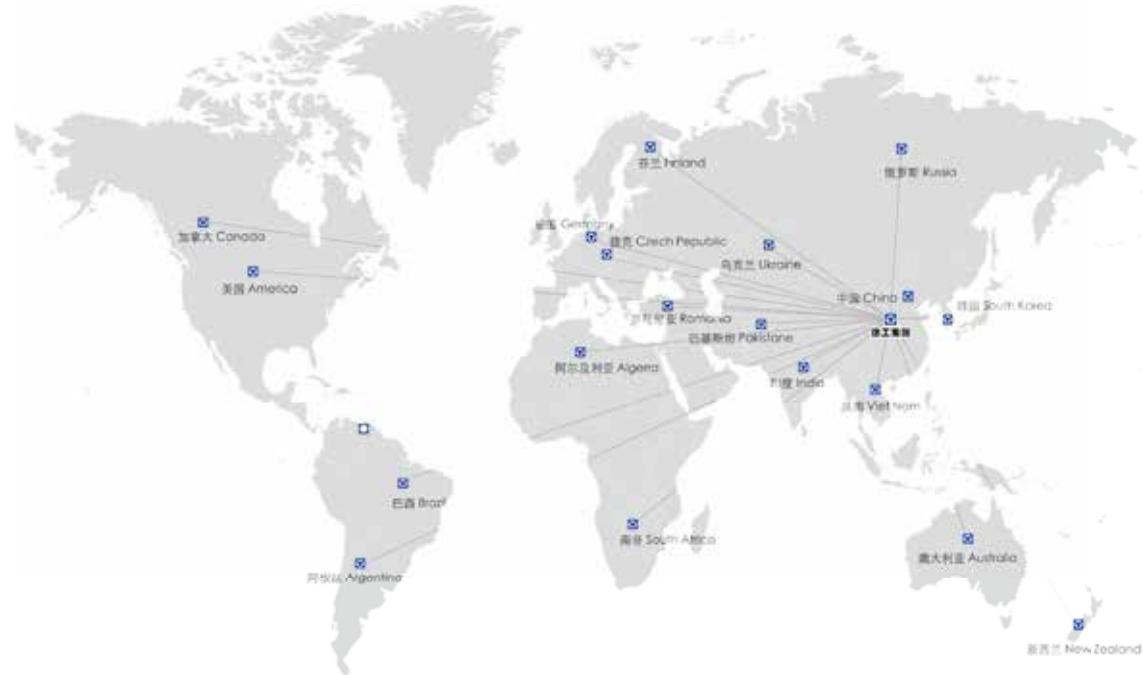 芬兰 Finland
俄罗斯 Russia
德国 Germany
加拿大 Canada
捷克 Czech Pepublic
乌克兰 Ukraine
美国 America
中国 China
韩国 South Korea
罗马尼亚 Romania
徐工集团
巴基斯坦 Pakistane
阿尔及利亚 Algeria
印度 India
越南 Viet Nam
巴西 Brazil
南非 South Africa
澳大利亚 Australia
阿根廷 Argentina
新西兰 New Zealand